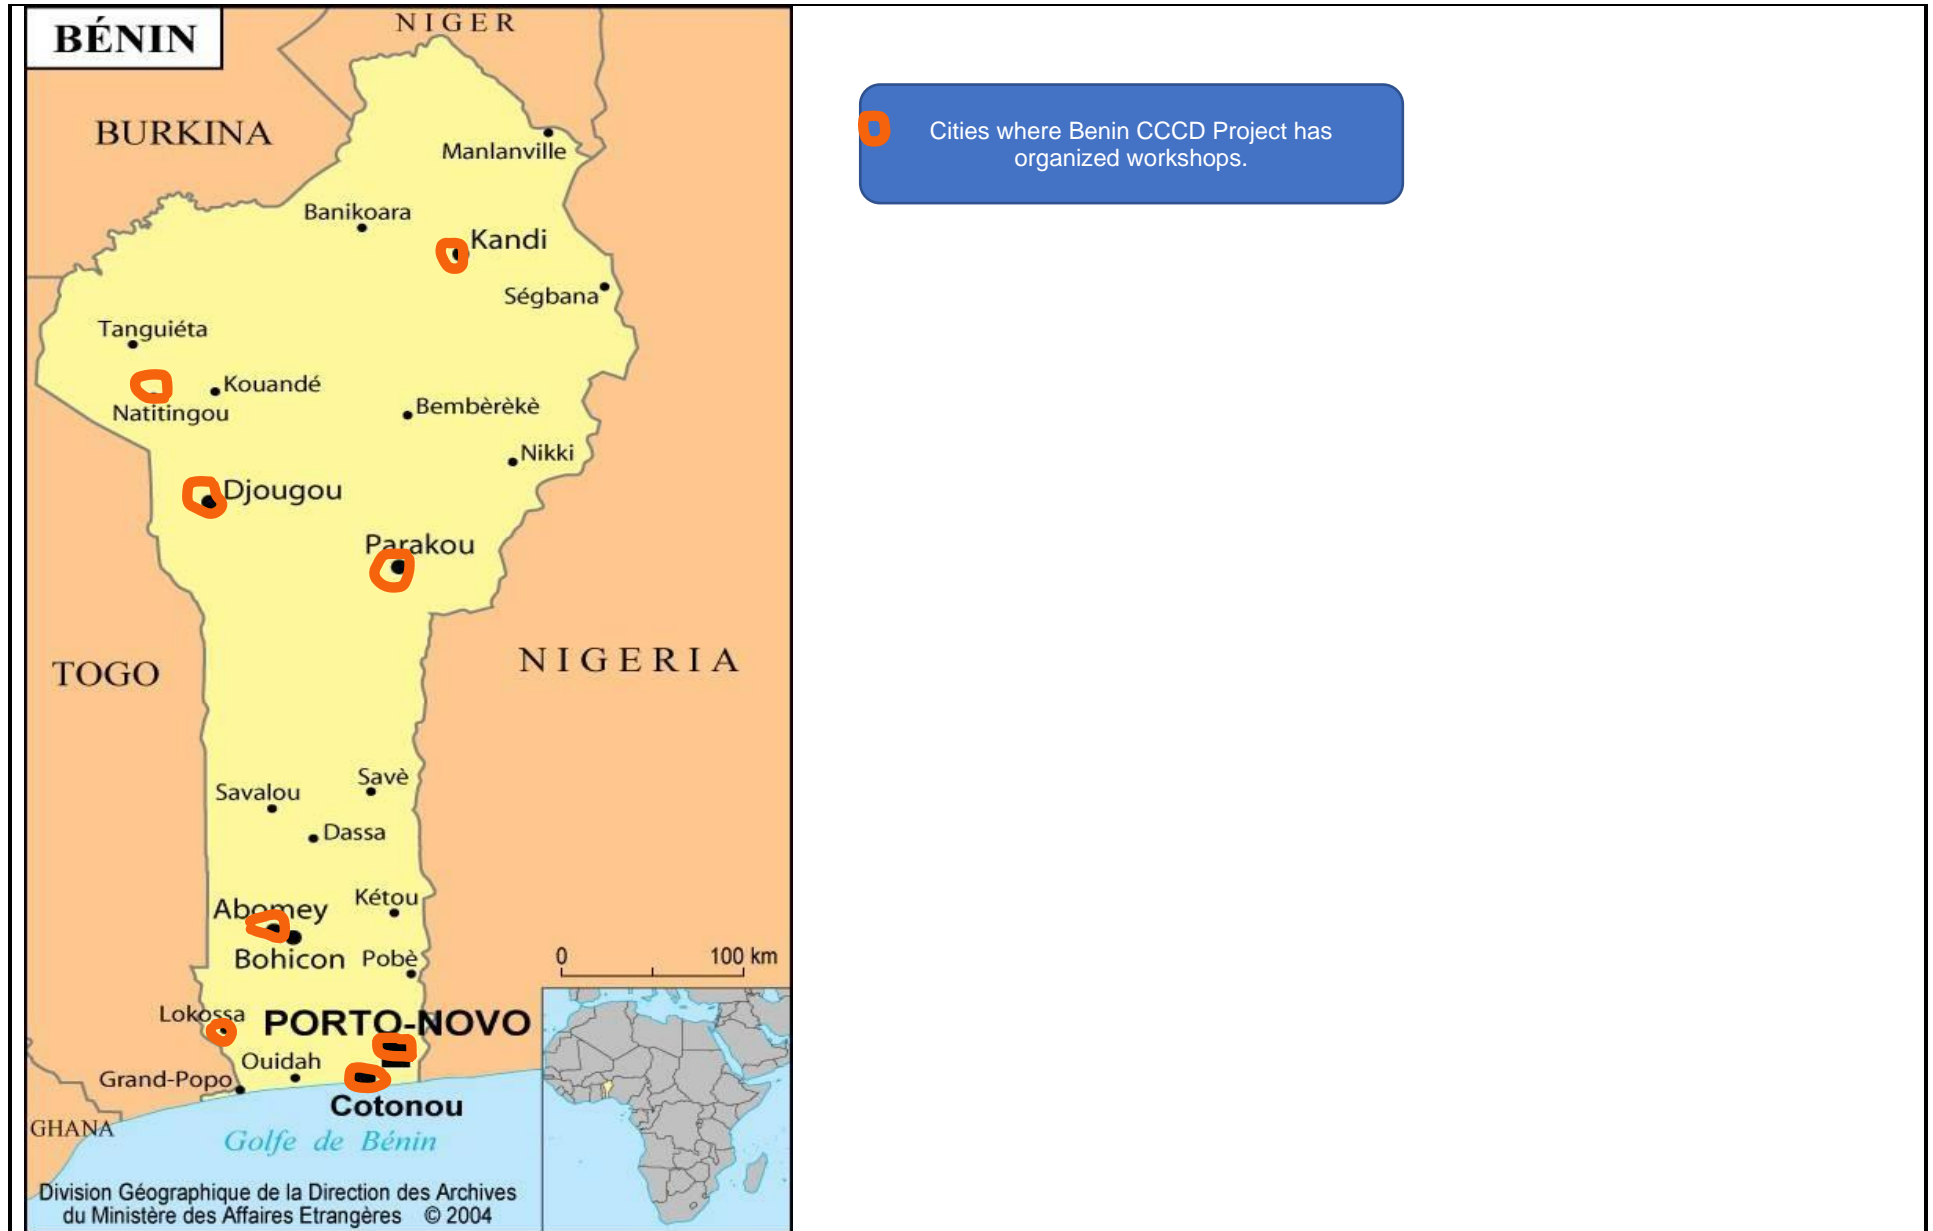 BÉNIN
NIGER
BURKINA
Manlanville
Banikoara
Kandi
Ségbana
Tanguiéta
Kouandé
Natitingou
Bembèrèkè
Nikki
Djougou
Parakou
TOGO
NIGERIA
Savè
Savalou
Dassa
Kétou
Abomey
Bohicon
Pobè
0 100 km
Lokossa
PORTO-NOVO
Ouidah
Grand-Popo
Cotonou
GHANA
Golfe de Bénin
Division Géographique de la Direction des Archives
du Ministère des Affaires Etrangères © 2004
Cities where Benin CCCD Project has
organized workshops.